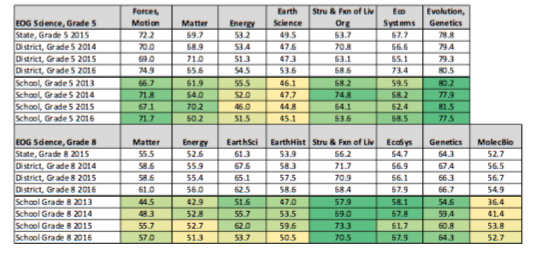 EOG Science, Grade 5 Forces, Motion Matter Energy Earth Science Stru & Fxn of Liv Org Eco Systems Evolution, Genetics
State, Grade 5 2015 72.2 69.7 53.2 49.5 63.7 67.7 78.8
District, Grade 5 2014 70.0 68.9 53.4 47.6 70.8 66.6 79.4
District, Grade 5 2015 69.0 71.0 51.3 47.3 63.1 65.1 79.3
District, Grade 5 2016 74.9 65.6 54.5 53.6 68.6 73.4 80.5
School, Grade 5 2013 66.7 61.9 55.5 46.1 68.2 59.5 80.2
School, Grade 5 2014 71.8 64.0 52.0 47.7 74.8 68.2 77.9
School, Grade 5 2015 67.1 70.2 46.0 44.8 64.1 62.4 81.5
School, Grade 5 2016 71.7 60.2 51.5 45.1 63.6 68.5 77.5
EOG Science, Grade 8 Matter Energy EarthSci EarthHist Stru & Fxn of Liv EcoSys Genetics MolecBio
State, Grade 8 2015 55.5 52.6 61.3 53.9 66.2 64.7 64.3 52.7
District, Grade 8 2014 58.6 55.9 67.6 58.3 71.7 66.9 67.4 56.5
District, Grade 8 2015 58.6 55.4 65.1 57.5 70.9 66.1 66.3 56.7
District, Grade 8 2016 61.0 56.0 62.5 58.6 68.4 67.9 66.7 54.9
School Grade 8 2013 44.5 42.9 51.6 47.0 57.9 58.1 54.6 36.4
School Grade 8 2014 48.3 52.8 55.7 53.5 69.0 67.8 59.4 41.4
School Grade 8 2015 55.7 52.7 62.0 59.6 73.3 61.7 60.8 53.8
School Grade 8 2016 57.0 51.3 53.7 50.5 70.5 67.9 64.3 52.7